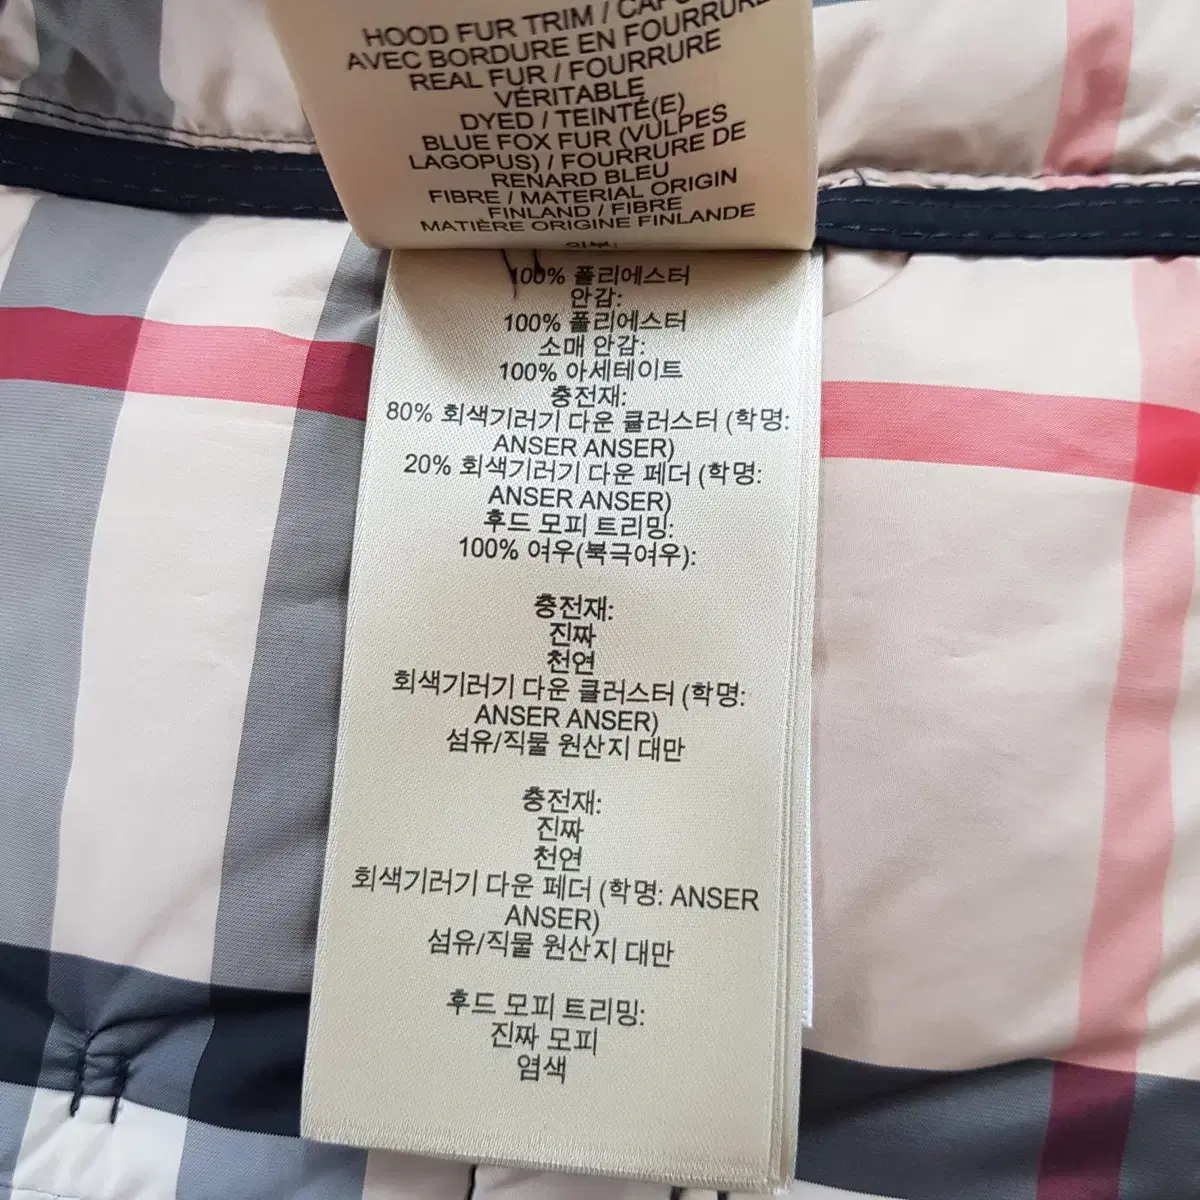 HOOD FUR TRIM /
AVEC BORDURE EN FOURRURE
REAL FUR / FOURRURE
VÉRITABLE
DYED / TEINTÉ(E)
BLUE FOX FUR (VULPES
LAGOPUS) / FOURRURE DE
RENARD BLEU
FIBRE / MATERIAL ORIGIN
FINLAND / FIBRE
MATIÈRE ORIGINE FINLANDE
외부:
100% 폴리에스터
안감:
100% 폴리에스터
소매 안감:
100% 아세테이트
충전재:
80% 회색기러기 다운 클러스터 (학명:
ANSER ANSER)
20% 회색기러기 다운 페더 (학명:
ANSER ANSER)
후드 모피 트리밍:
100% 여우(북극여우):
충전재:
진짜
천연
회색기러기 다운 클러스터 (학명:
ANSER ANSER)
섬유/직물 원산지 대만
충전재:
진짜
천연
회색기러기 다운 페더 (학명: ANSER
ANSER)
섬유/직물 원산지 대만
후드 모피 트리밍:
진짜 모피
염색